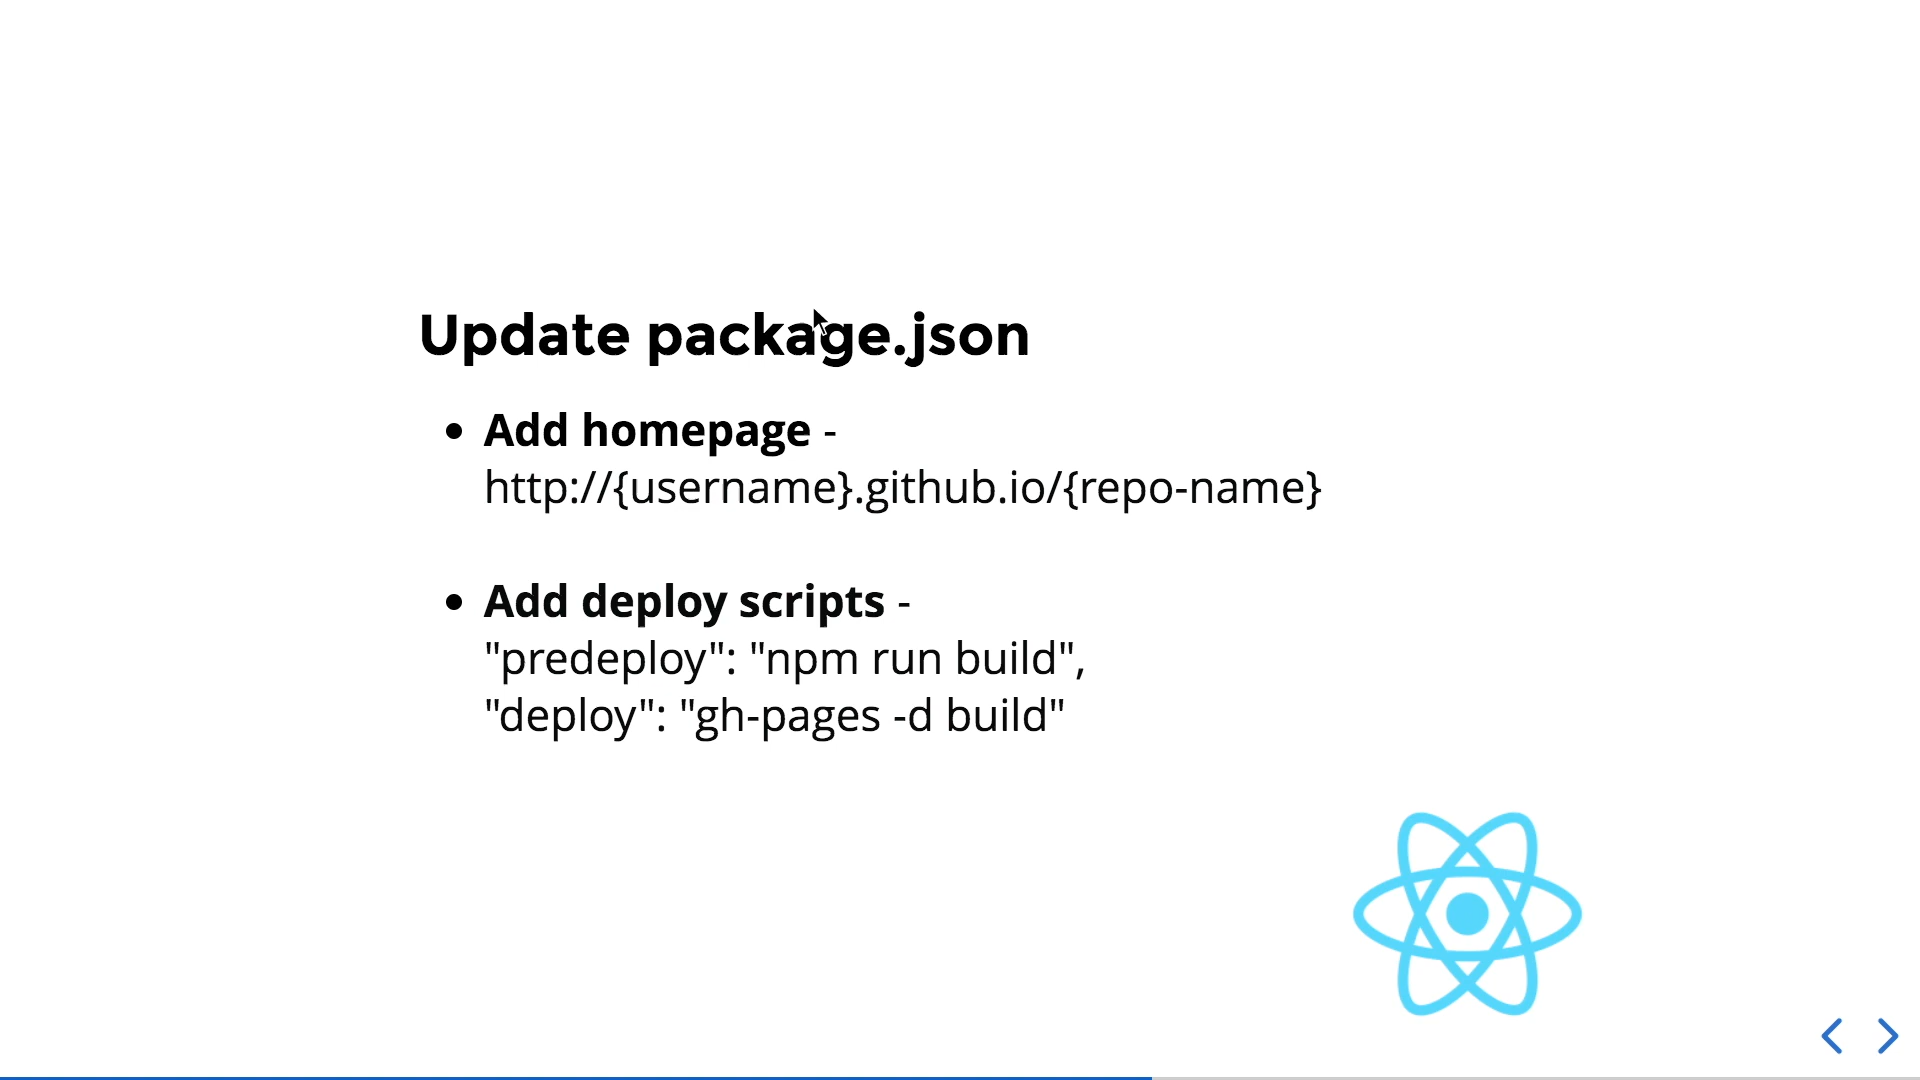 Update package.json
Add homepage -
http://{username}.github.io/{repo-name}
Add deploy scripts -
"predeploy": "npm run build",
"deploy": "gh-pages -d build"